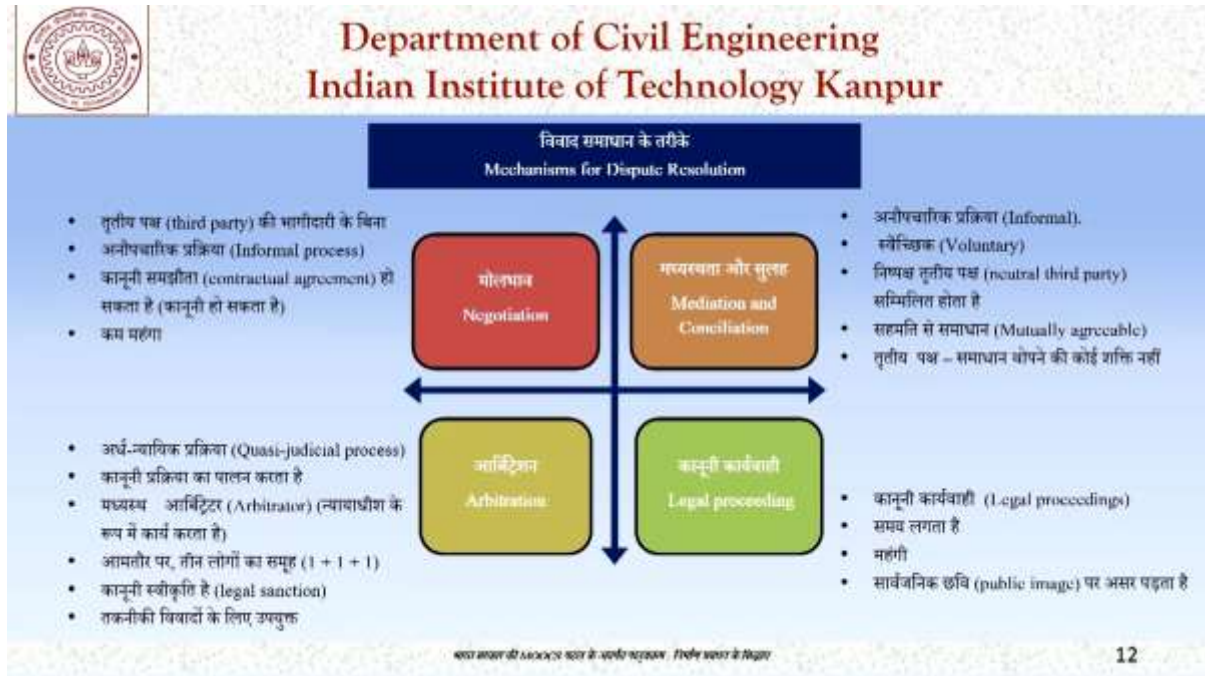 Department of Civil Engineering
Indian Institute of Technology Kanpur
विवाद समाधान के तरीके
Mechanisms for Dispute Resolution
• तृतीय पक्ष (third party) की भागीदारी के बिना
• अनौपचारिक प्रक्रिया (Informal process)
• कानूनी समझौता (contractual agreement) हो
सकता है (कानूनी हो सकता है)
• कम महंगा
मोलभाव
Negotiation
मध्यस्थता और सुलह
Mediation and
Conciliation
• अनौपचारिक प्रक्रिया (Informal).
• स्वैच्छिक (Voluntary)
• निष्पक्ष तृतीय पक्ष (neutral third party)
सम्मिलित होता है
• सहमति से समाधान (Mutually agreeable)
• तृतीय पक्ष – समाधान थोपने की कोई शक्ति नहीं
• अर्ध-न्यायिक प्रक्रिया (Quasi-judicial process)
• कानूनी प्रक्रिया का पालन करता है
• मध्यस्थ आर्बिट्रेटर (Arbitrator) (न्यायाधीश के
रूप में कार्य करता है)
• आमतौर पर, तीन लोगों का समूह (1 + 1 + 1)
• कानूनी स्वीकृति है (legal sanction)
• तकनीकी विवादों के लिए उपयुक्त
आर्बिट्रेशन
Arbitration
कानूनी कार्यवाही
Legal proceeding
• कानूनी कार्यवाही (Legal proceedings)
• समय लगता है
• महंगी
• सार्वजनिक छवि (public image) पर असर पड़ता है
भारत सरकार की MOOCS के निर्माण प्रबंधन के सिद्धांत
12